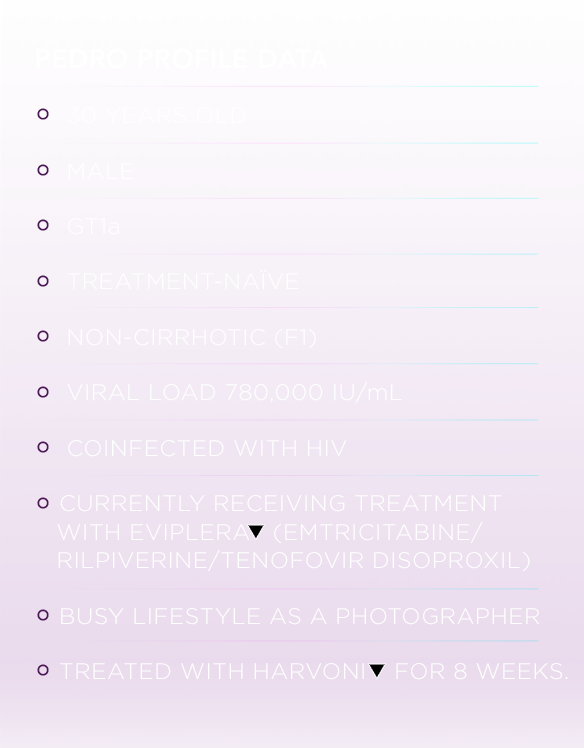 PEDRO PROFILE DATA
30 YEARS OLD
MALE
GT1a
TREATMENT-NAÏVE
NON-CIRRHOTIC (F1)
VIRAL LOAD 780,000 IU/mL
COINFECTED WITH HIV
CURRENTLY RECEIVING TREATMENT
WITH EVIPLERA▼ (EMTRICITABINE/
RILPIVERINE/TENOFOVIR DISOPROXIL)
BUSY LIFESTYLE AS A PHOTOGRAPHER
TREATED WITH HARVONI▼ FOR 8 WEEKS.